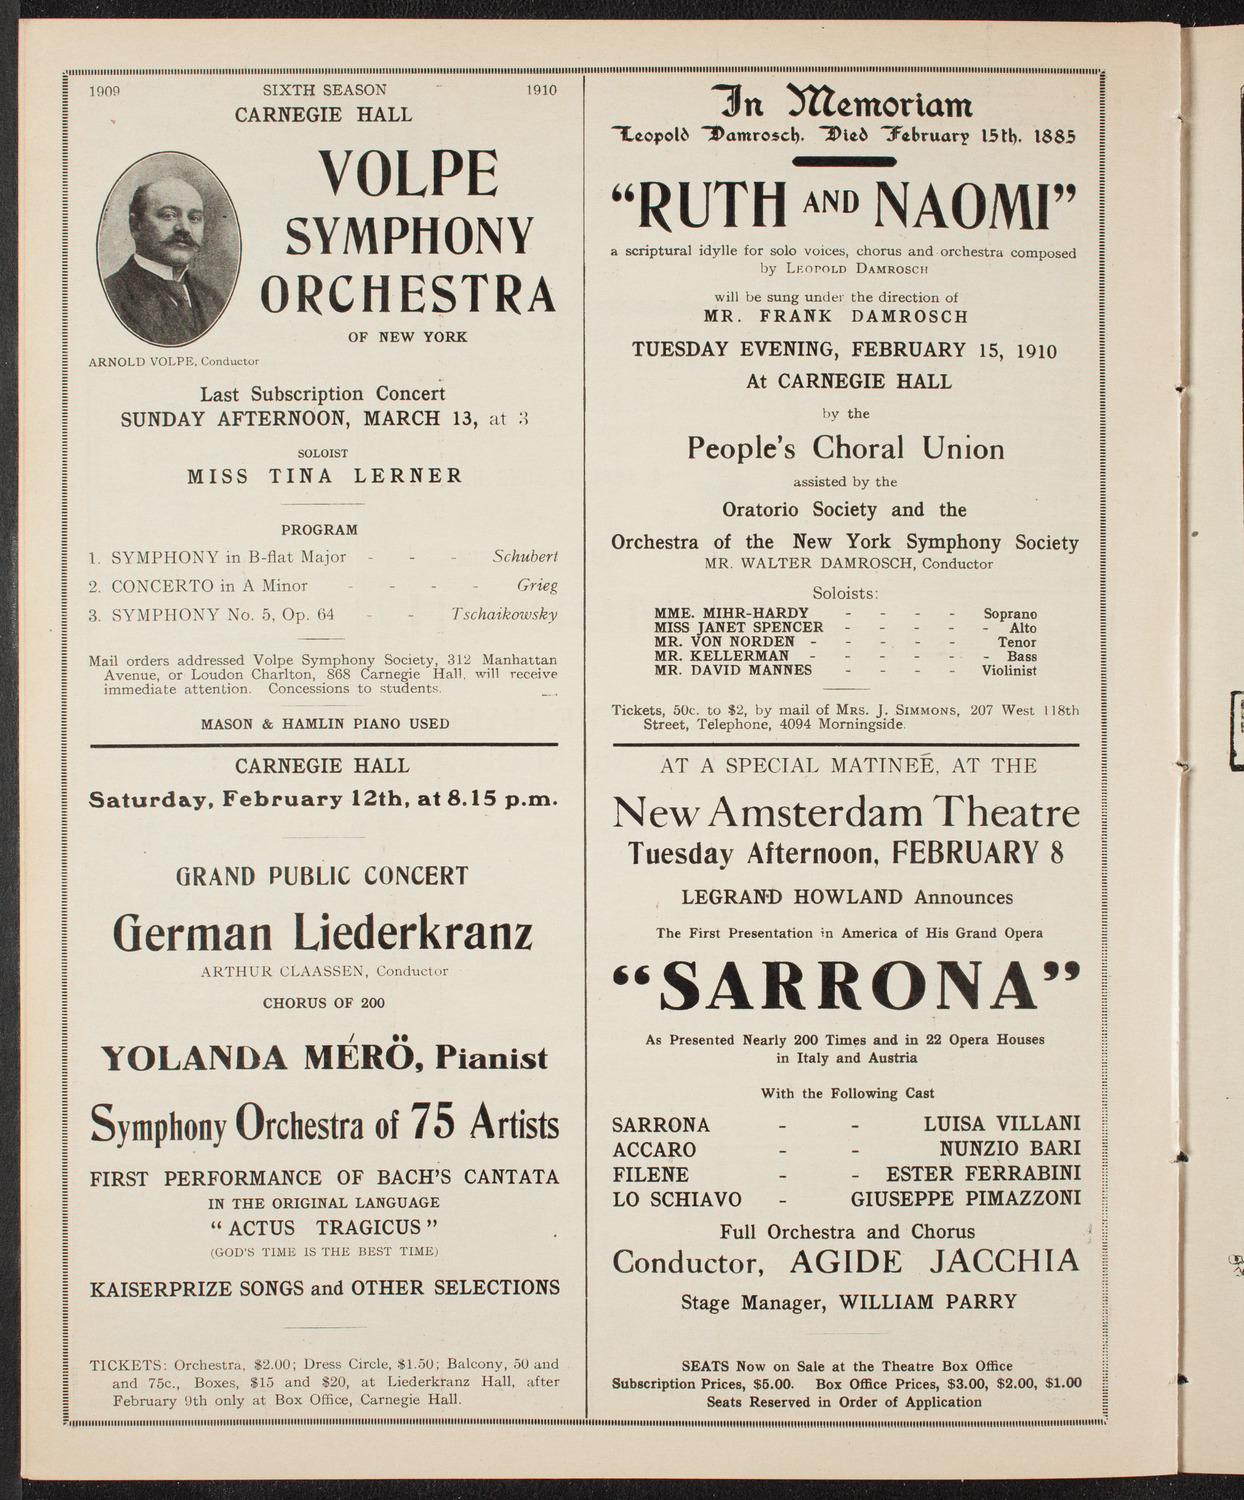 1909 SIXTH SEASON 1910
CARNEGIE HALL
VOLPE
SYMPHONY
ORCHESTRA
OF NEW YORK
ARNOLD VOLPE, Conductor
Last Subscription Concert
SUNDAY AFTERNOON, MARCH 13, at 3
SOLOIST
MISS TINA LERNER
PROGRAM
1. SYMPHONY in B-flat Major - - - Schubert
2. CONCERTO in A Minor - - - - Grieg
3. SYMPHONY No. 5, Op. 64 - - Tschaikowsky
Mail orders addressed Volpe Symphony Society, 312 Manhattan
Avenue, or Loudon Charlton, 868 Carnegie Hall, will receive
immediate attention. Concessions to students.
MASON & HAMLIN PIANO USED
CARNEGIE HALL
Saturday, February 12th, at 8.15 p.m.
GRAND PUBLIC CONCERT
German Liederkranz
ARTHUR CLAASSEN, Conductor
CHORUS OF 200
YOLANDA MÉRÖ, Pianist
Symphony Orchestra of 75 Artists
FIRST PERFORMANCE OF BACH'S CANTATA
IN THE ORIGINAL LANGUAGE
"ACTUS TRAGICUS"
(GOD'S TIME IS THE BEST TIME)
KAISERPRIZE SONGS and OTHER SELECTIONS
TICKETS: Orchestra, $2.00; Dress Circle, $1.50; Balcony, 50 and
and 75c., Boxes, $15 and $20, at Liederkranz Hall, after
February 9th only at Box Office, Carnegie Hall.
In Memoriam
Leopold Damrosch. Died February 15th. 1885
"RUTH AND NAOMI"
a scriptural idylle for solo voices, chorus and orchestra composed
by LEOPOLD DAMROSCH
will be sung under the direction of
MR. FRANK DAMROSCH
TUESDAY EVENING, FEBRUARY 15, 1910
At CARNEGIE HALL
by the
People's Choral Union
assisted by the
Oratorio Society and the
Orchestra of the New York Symphony Society
MR. WALTER DAMROSCH, Conductor
Soloists:
MME. MIHR-HARDY - - - - Soprano
MISS JANET SPENCER - - - - - Alto
MR. VON NORDEN - - - - - Tenor
MR. KELLERMAN - - - - - - Bass
MR. DAVID MANNES - - - - Violinist
Tickets, 50c. to $2, by mail of MRS. J. SIMMONS, 207 West 118th
Street, Telephone, 4094 Morningside.
AT A SPECIAL MATINEÉ, AT THE
New Amsterdam Theatre
Tuesday Afternoon, FEBRUARY 8
LEGRAND HOWLAND Announces
The First Presentation in America of His Grand Opera
"SARRONA"
As Presented Nearly 200 Times and in 22 Opera Houses
in Italy and Austria
With the Following Cast
SARRONA - - LUISA VILLANI
ACCARO - - NUNZIO BARI
FILENE - - ESTER FERRABINI
LO SCHIAVO - GIUSEPPE PIMAZZONI
Full Orchestra and Chorus
Conductor, AGIDE JACCHIA
Stage Manager, WILLIAM PARRY
SEATS Now on Sale at the Theatre Box Office
Subscription Prices, $5.00. Box Office Prices, $3.00, $2.00, $1.00
Seats Reserved in Order of Application